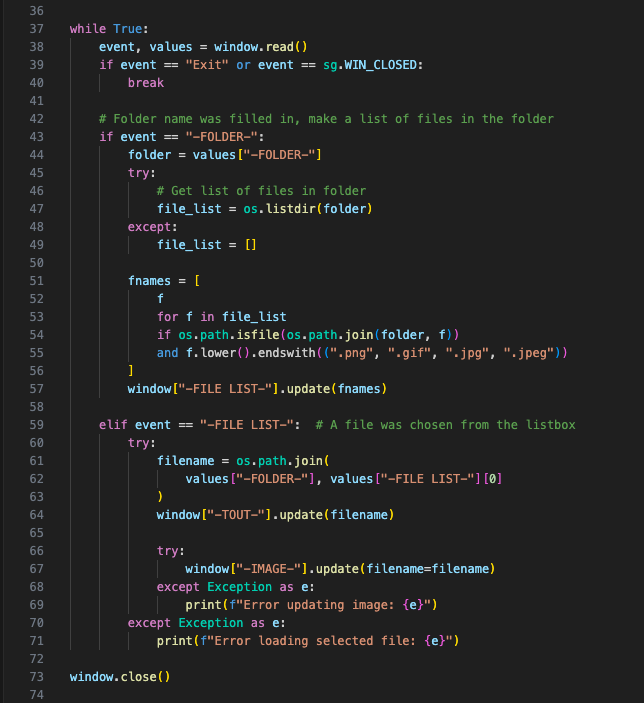 36
37 while True:
38     event, values = window.read()
39     if event == "Exit" or event == sg.WIN_CLOSED:
40         break
41
42     # Folder name was filled in, make a list of files in the folder
43     if event == "-FOLDER-":
44         folder = values["-FOLDER-"]
45         try:
46             # Get list of files in folder
47             file_list = os.listdir(folder)
48         except:
49             file_list = []
50
51         fnames = [
52             f
53             for f in file_list
54             if os.path.isfile(os.path.join(folder, f))
55             and f.lower().endswith((".png", ".gif", ".jpg", ".jpeg"))
56         ]
57         window["-FILE LIST-"].update(fnames)
58
59     elif event == "-FILE LIST-":  # A file was chosen from the listbox
60         try:
61             filename = os.path.join(
62                 values["-FOLDER-"], values["-FILE LIST-"][0]
63             )
64             window["-TOUT-"].update(filename)
65
66             try:
67                 window["-IMAGE-"].update(filename=filename)
68             except Exception as e:
69                 print(f"Error updating image: {e}")
70         except Exception as e:
71             print(f"Error loading selected file: {e}")
72
73 window.close()
74